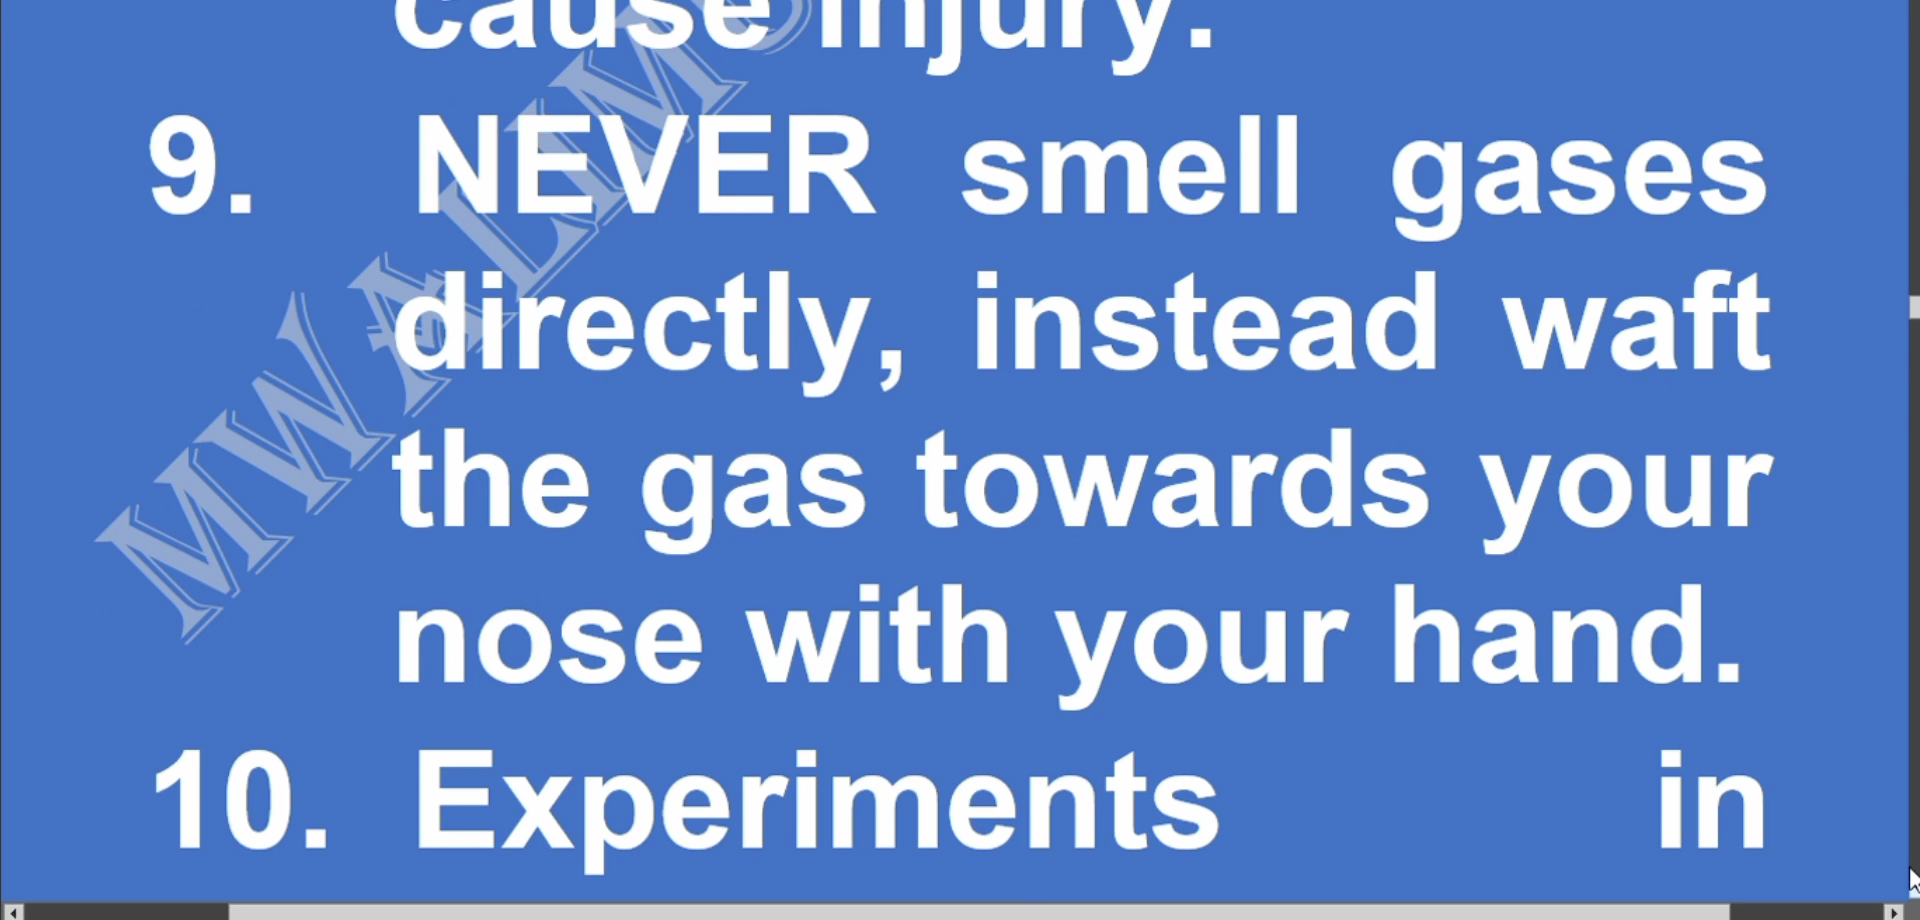 cause injury.
9. NEVER smell gases
directly, instead waft
the gas towards your
nose with your hand.
10. Experiments in
MWALIMU